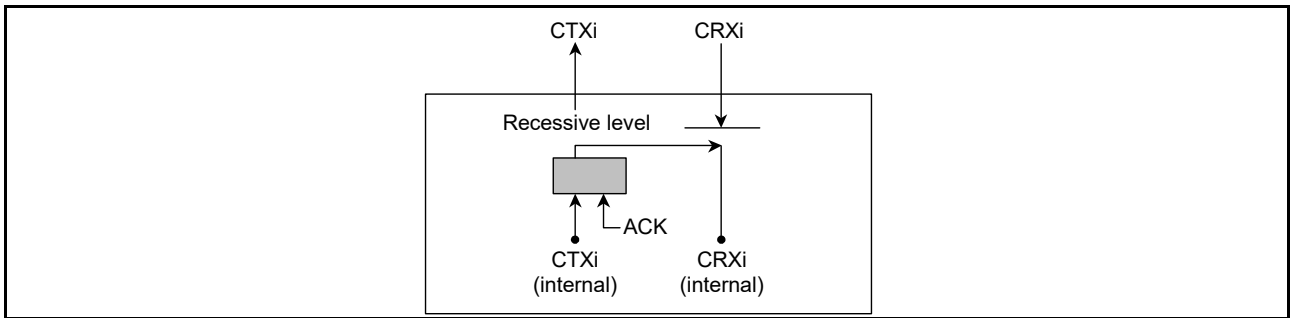 CTXi
CRXi
Recessive level
ACK
CTXi
(internal)
CRXi
(internal)